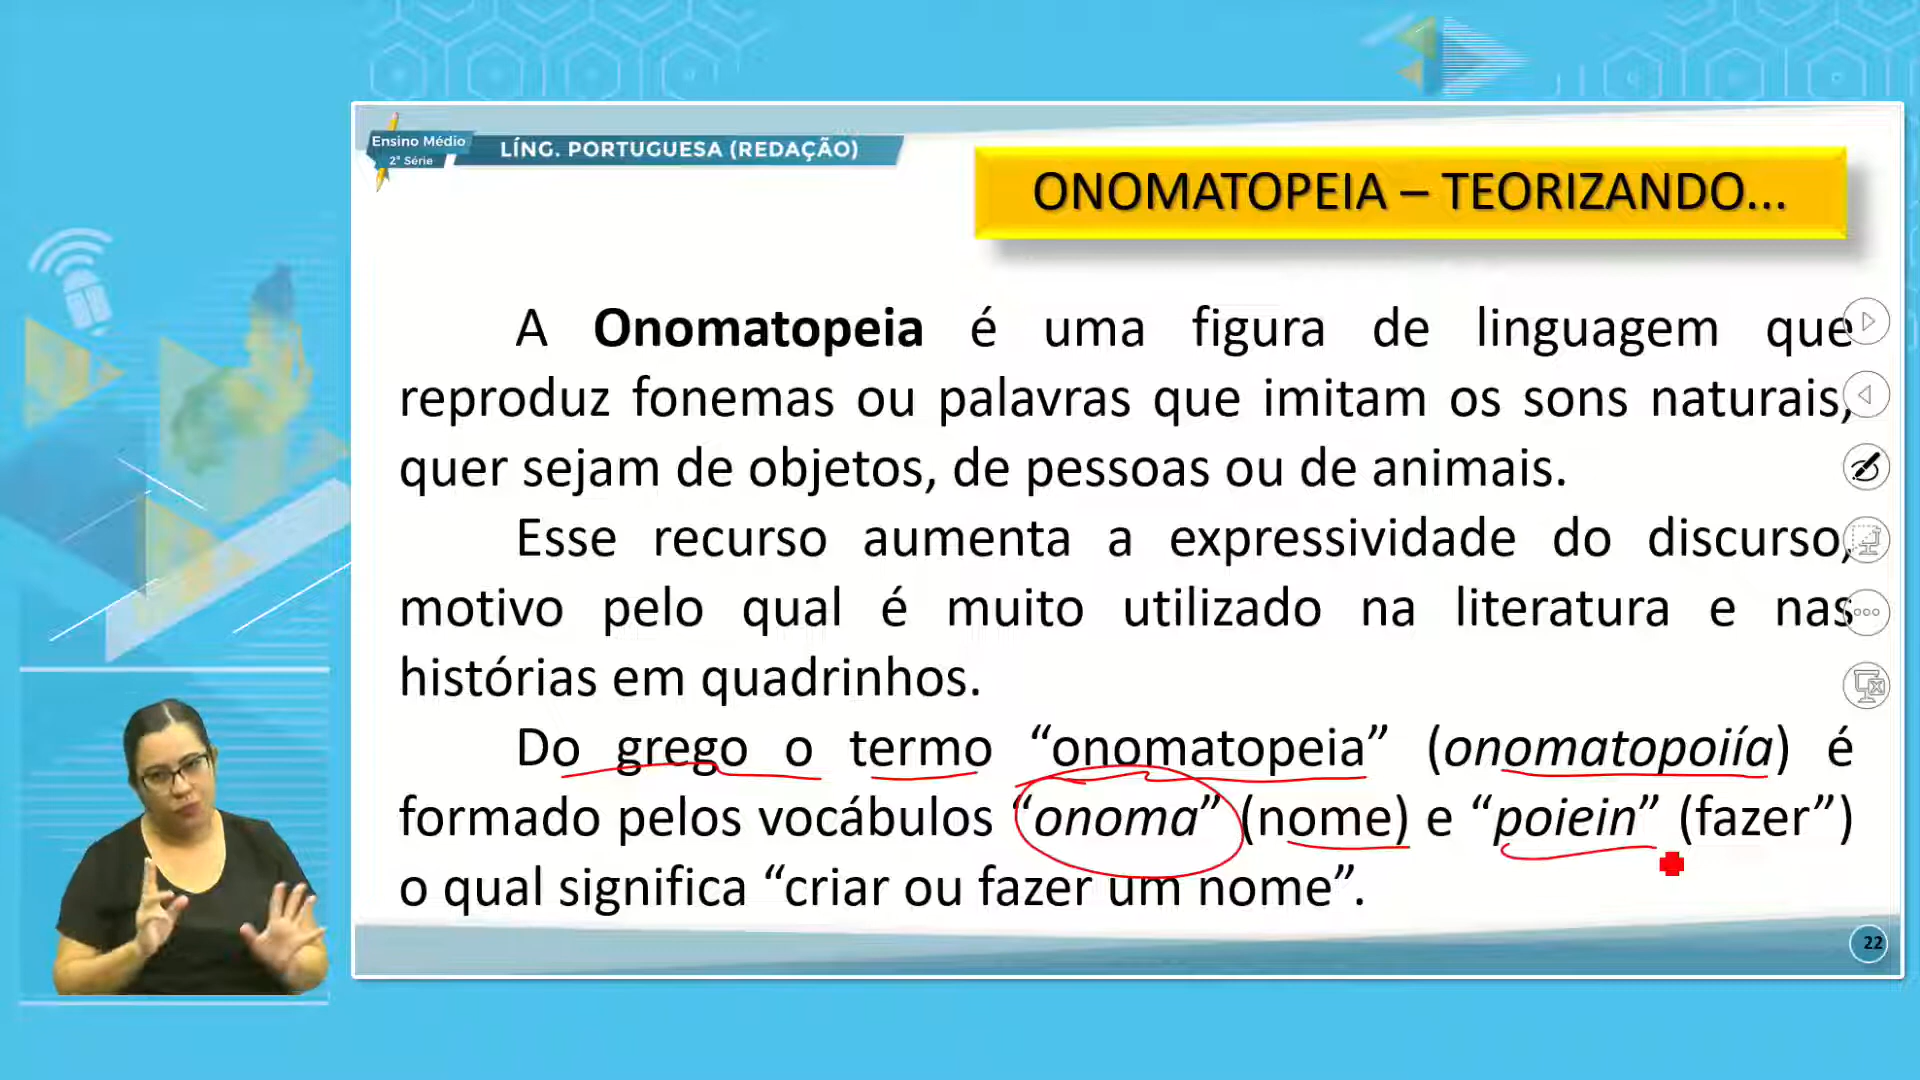 Ensino Médio
2ª Série
LÍNG. PORTUGUESA (REDAÇÃO)
ONOMATOPEIA – TEORIZANDO...
A Onomatopeia é uma figura de linguagem que
reproduz fonemas ou palavras que imitam os sons naturais,
quer sejam de objetos, de pessoas ou de animais.
Esse recurso aumenta a expressividade do discurso,
motivo pelo qual é muito utilizado na literatura e nas
histórias em quadrinhos.
Do grego o termo “onomatopeia” (onomatopoiía) é
formado pelos vocábulos “onoma” (nome) e “poiein” (fazer”)
o qual significa “criar ou fazer um nome”.
22